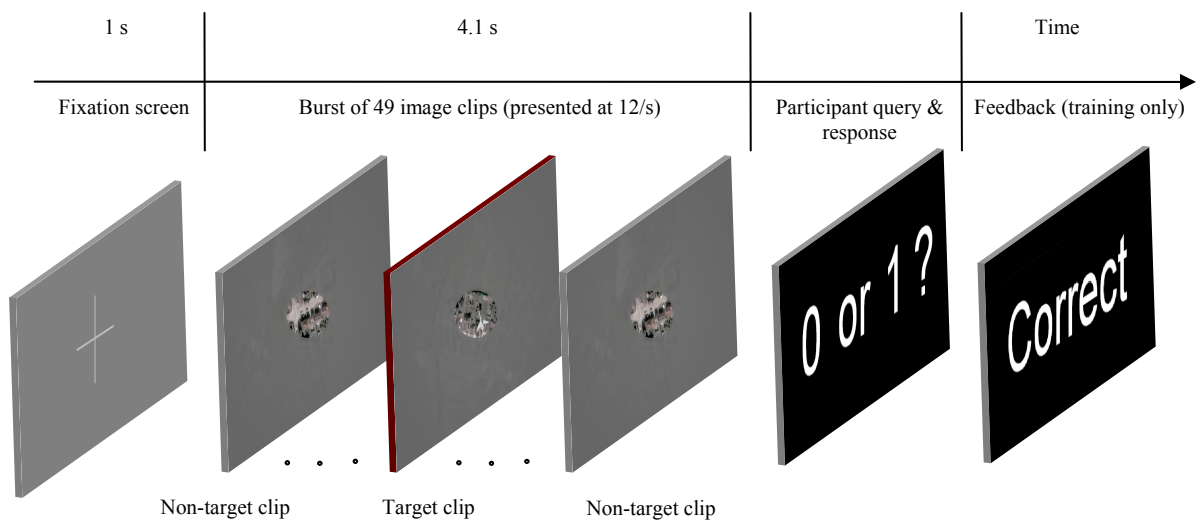 1 s
4.1 s
Time
Fixation screen
Burst of 49 image clips (presented at 12/s)
Participant query &
response
Feedback (training only)
0 or 1 ?
Correct
Non-target clip
Target clip
Non-target clip